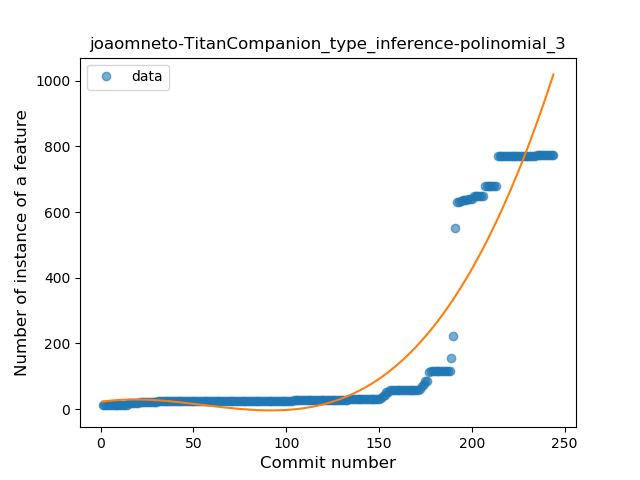 joaomneto-TitanCompanion_type_inference-polinomial_3
data
Number of instance of a feature
1000
800
600
400
200
0
0 50 100 150 200 250
Commit number